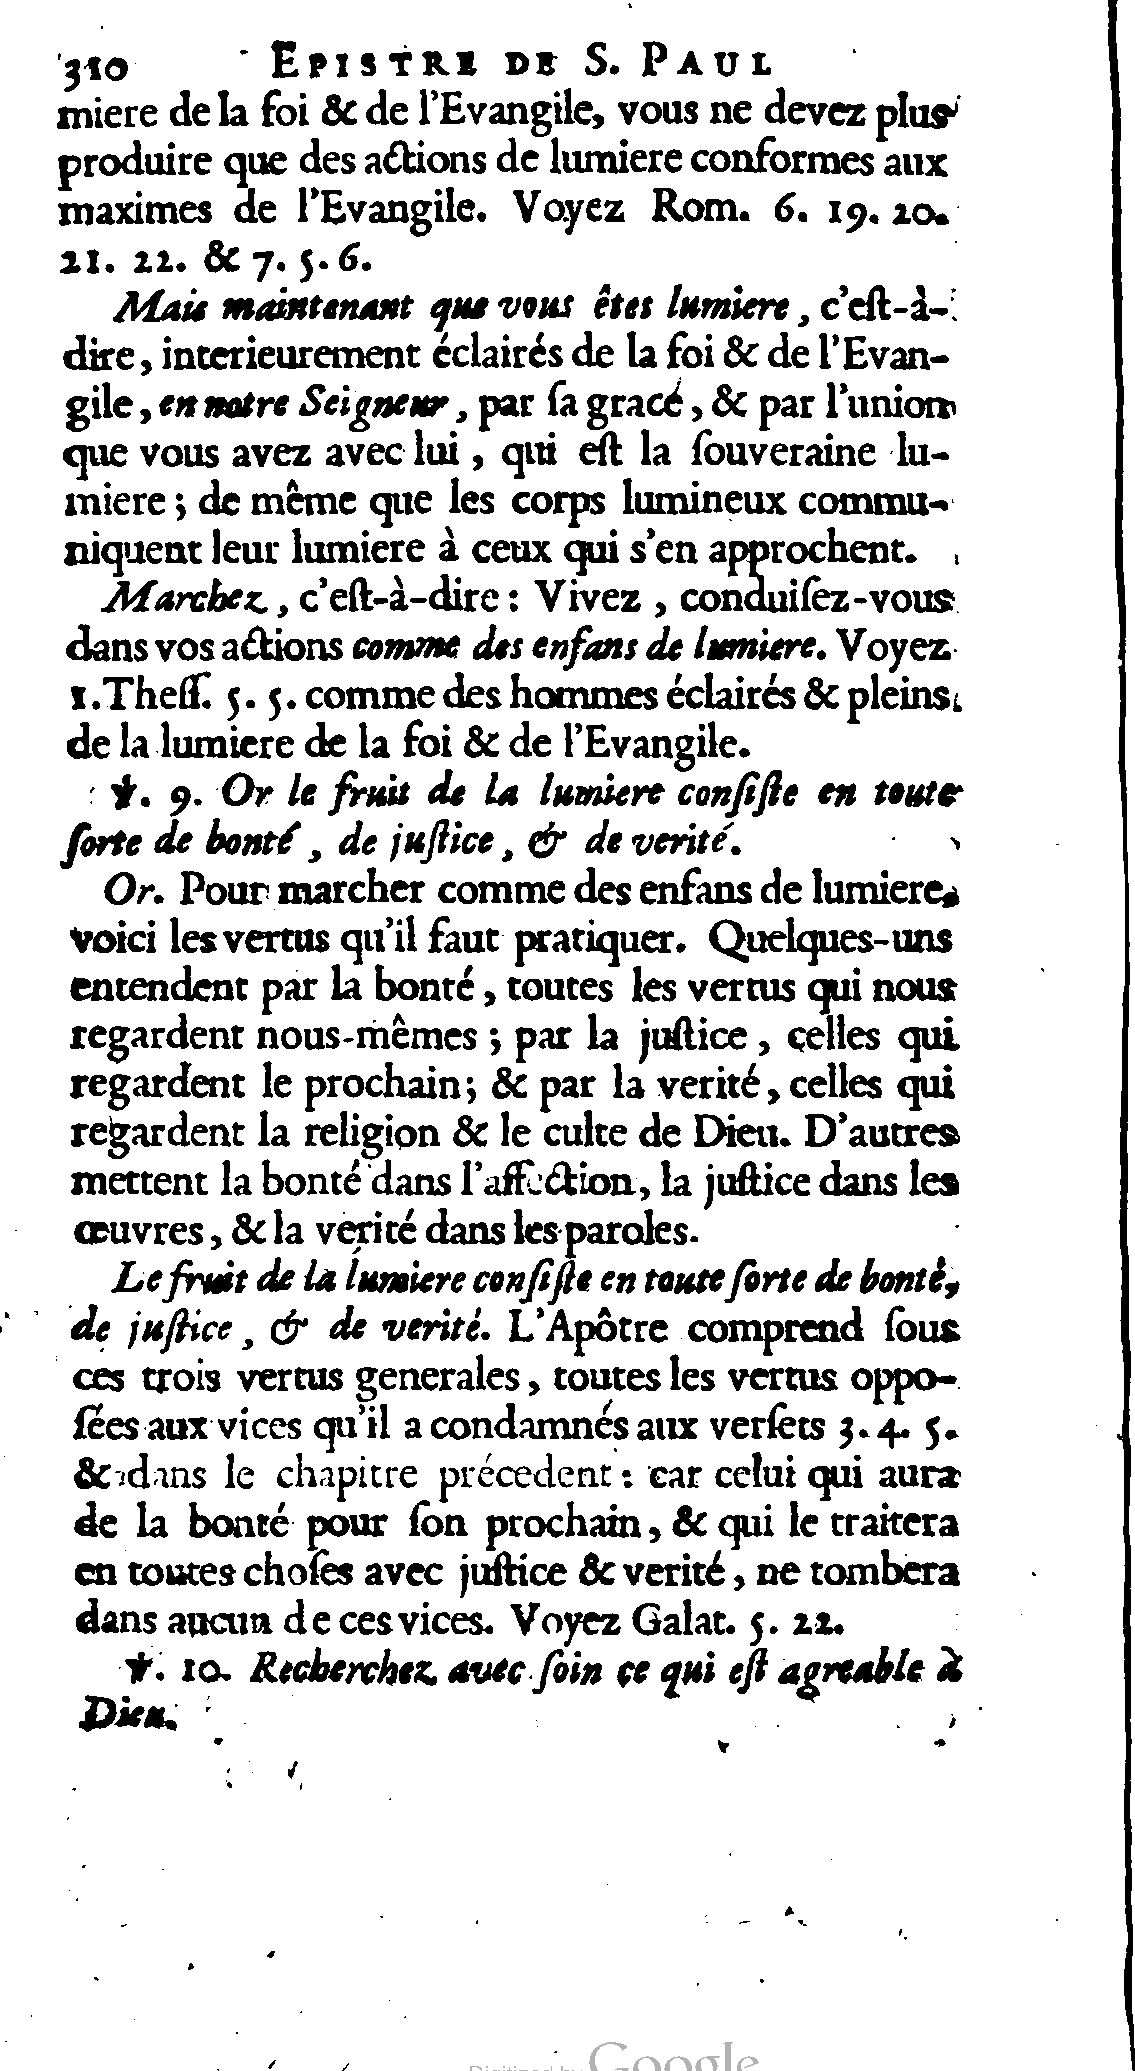 310 EPISTRE DE S. PAUL
miere de la foi & de l'Evangile, vous ne devez plus
produire que des actions de lumiere conformes aux
maximes de l'Evangile. Voyez Rom. 6. 19. 20.
21. 22. & 7. 5. 6.
Mais maintenant que vous êtes lumiere, c'eſt-à-
dire, interieurement éclairés de la foi & de l'Evan-
gile, en notre Seigneur, par ſa gracé, & par l'union
que vous avez avec lui, qui eſt la ſouveraine lu-
miere; de même que les corps lumineux commu-
niquent leur lumiere à ceux qui s'en approchent.
Marchez, c'eſt-à-dire: Vivez, conduiſez-vous
dans vos actions comme des enfans de lumiere. Voyez
1. Theſſ. 5. 5. comme des hommes éclairés & pleins
de la lumiere de la foi & de l'Evangile.
℣. 9. Or le fruit de la lumiere conſiſte en toute
ſorte de bonté, de juſtice, & de verité.
Or. Pour marcher comme des enfans de lumiere,
voici les vertus qu'il faut pratiquer. Quelques-uns
entendent par la bonté, toutes les vertus qui nous
regardent nous-mêmes; par la juſtice, celles qui
regardent le prochain; & par la verité, celles qui
regardent la religion & le culte de Dieu. D'autres
mettent la bonté dans l'affection, la juſtice dans les
œuvres, & la verité dans les paroles.
Le fruit de la lumiere conſiſte en toute ſorte de bonté,
de juſtice, & de verité. L'Apôtre comprend ſous
ces trois vertus generales, toutes les vertus oppo-
ſées aux vices qu'il a condamnés aux verſets 3. 4. 5.
& dans le chapitre précedent: car celui qui aura
de la bonté pour ſon prochain, & qui le traitera
en toutes choſes avec juſtice & verité, ne tombera
dans aucun de ces vices. Voyez Galat. 5. 22.
℣. 10. Recherchez avec ſoin ce qui eſt agreable à
Dieu.
Digitized by Google